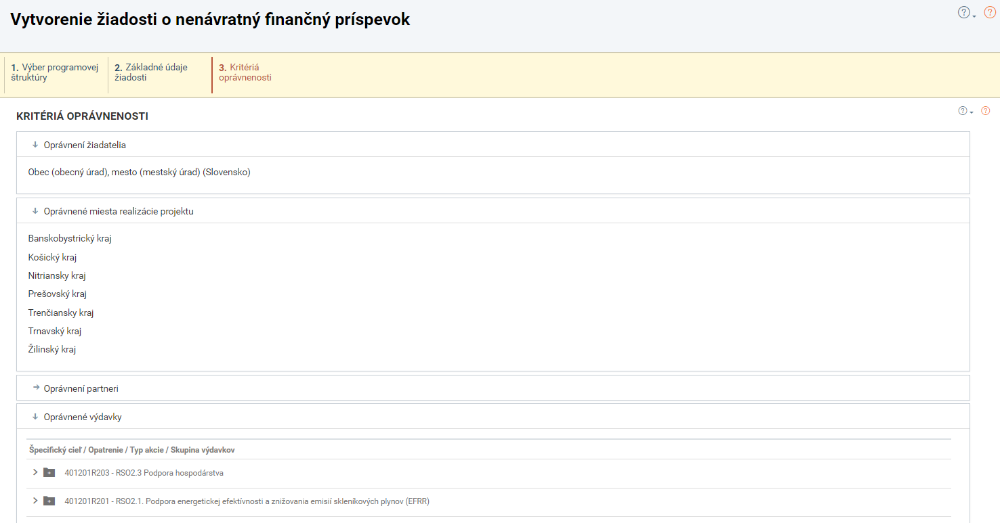 Vytvorenie žiadosti o nenávratný finančný príspevok
1. Výber programovej
štruktúry
2. Základné údaje
žiadosti
3. Kritériá
oprávnenosti
KRITÉRIÁ OPRÁVNENOSTI
Oprávnení žiadatelia
Obec (obecný úrad), mesto (mestský úrad) (Slovensko)
Oprávnené miesta realizácie projektu
Banskobystrický kraj
Košický kraj
Nitriansky kraj
Prešovský kraj
Trenčiansky kraj
Trnavský kraj
Žilinský kraj
Oprávnení partneri
Oprávnené výdavky
Špecifický cieľ / Opatrenie / Typ akcie / Skupina výdavkov
401201R203 - RSO2.3 Podpora hospodárstva
401201R201 - RSO2.1. Podpora energetickej efektívnosti a znižovania emisií skleníkových plynov (EFRR)